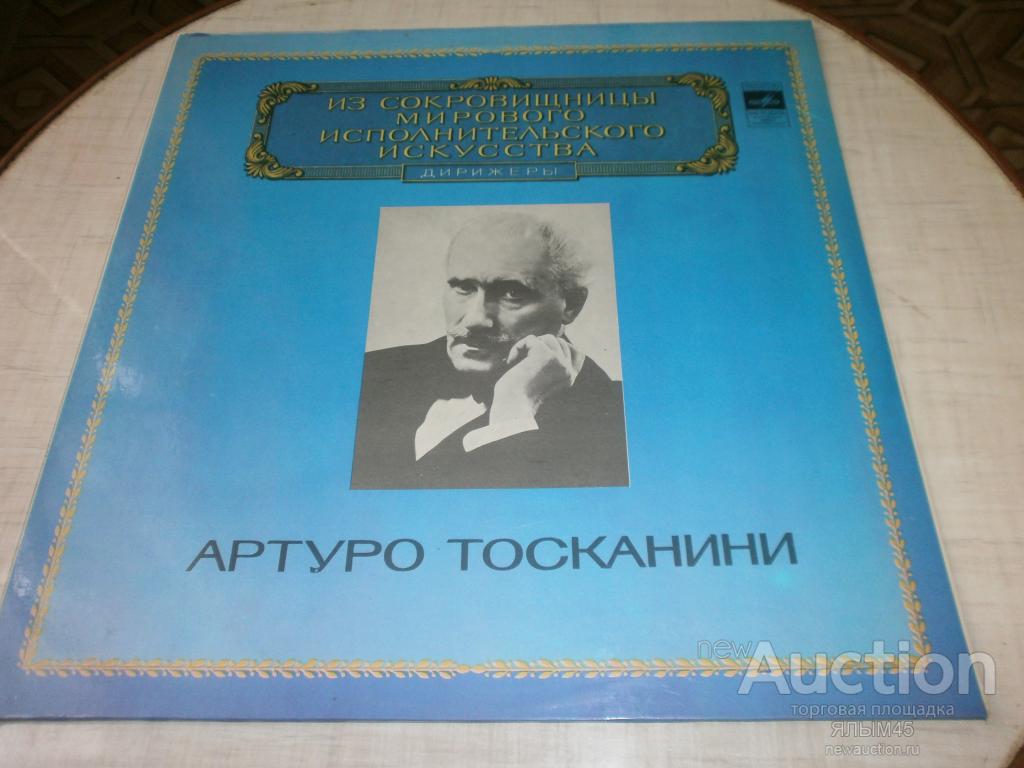 ИЗ СОКРОВИЩНИЦЫ
МИРОВОГО
ИСПОЛНИТЕЛЬСКОГО
ИСКУССТВА
ДИРИЖЕРЫ
АРТУРО ТОСКАНИНИ
newAuction
торговая площадка
ЯЛЫМ45
newauction.ru